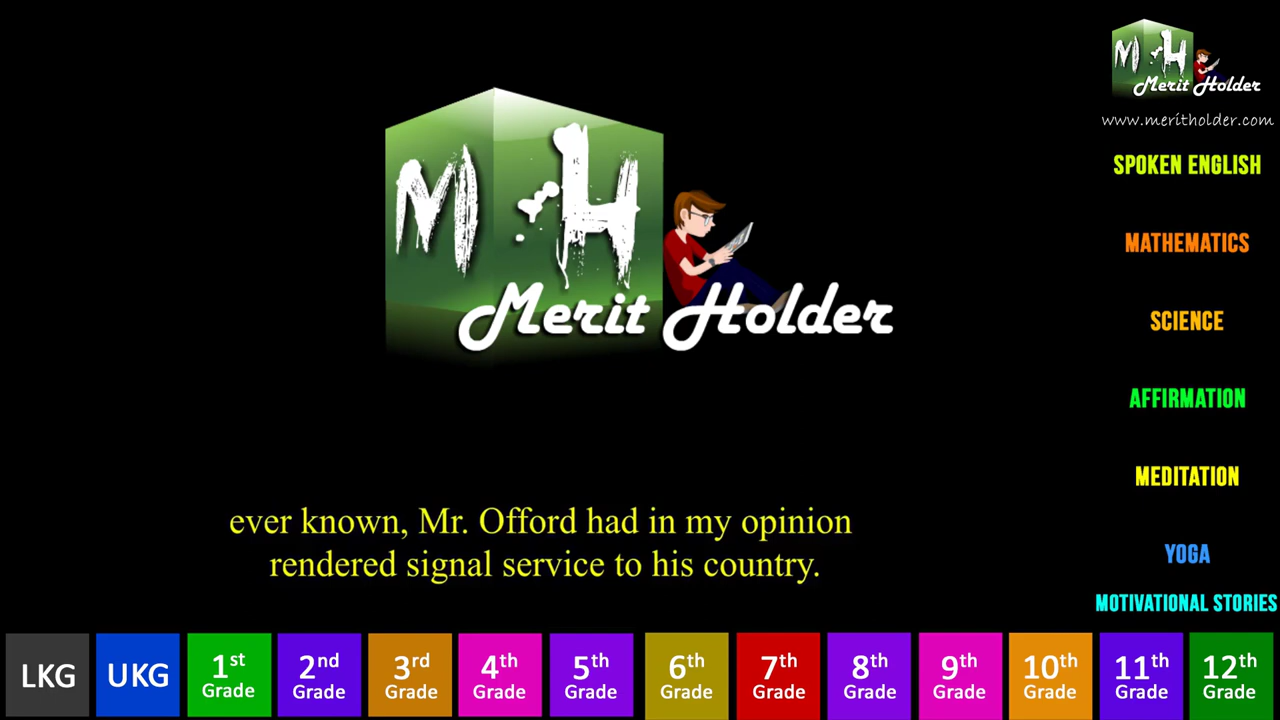 M H
Merit Holder
M H
Merit Holder
www.meritholder.com
SPOKEN ENGLISH
MATHEMATICS
SCIENCE
AFFIRMATION
MEDITATION
YOGA
MOTIVATIONAL STORIES
ever known, Mr. Offord had in my opinion
rendered signal service to his country.
LKG
UKG
1st Grade
2nd Grade
3rd Grade
4th Grade
5th Grade
6th Grade
7th Grade
8th Grade
9th Grade
10th Grade
11th Grade
12th Grade